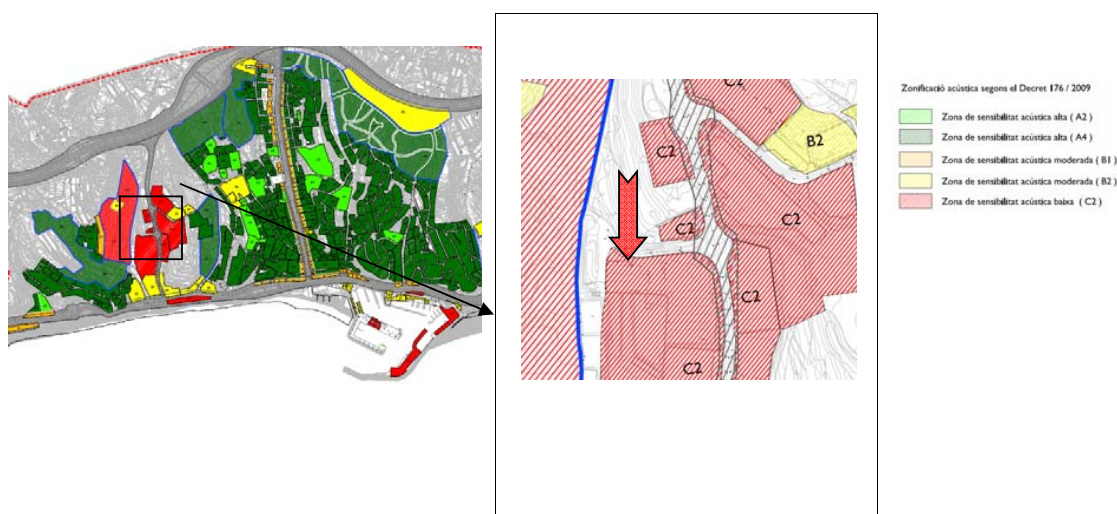 C2
B2
C2
C2
C2
C2
C2
Zonificació acústica segons el Decret 176 / 2009
Zona de sensibilitat acústica alta ( A2 )
Zona de sensibilitat acústica alta ( A4 )
Zona de sensibilitat acústica moderada ( B1 )
Zona de sensibilitat acústica moderada ( B2 )
Zona de sensibilitat acústica baixa ( C2 )